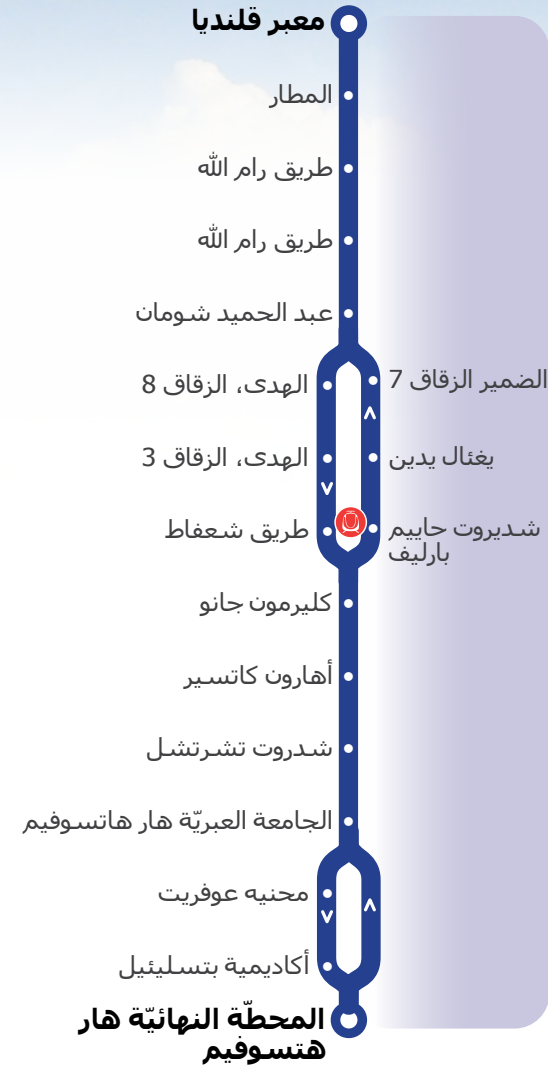 معبر قلنديا
المطار
طريق رام الله
طريق رام الله
عبد الحميد شومان
الهدى، الزقاق 8
الضمير الزقاق 7
الهدى، الزقاق 3
يغئال يدين
طريق شعفاط
شديروت حاييم
بارليف
كليرمون جانو
أهارون كاتسير
شدروت تشرتشل
الجامعة العبريّة هار هاتسوفيم
محنيه عوفريت
أكاديمية بتسليئيل
المحطّة النهائيّة هار
هتسوفيم